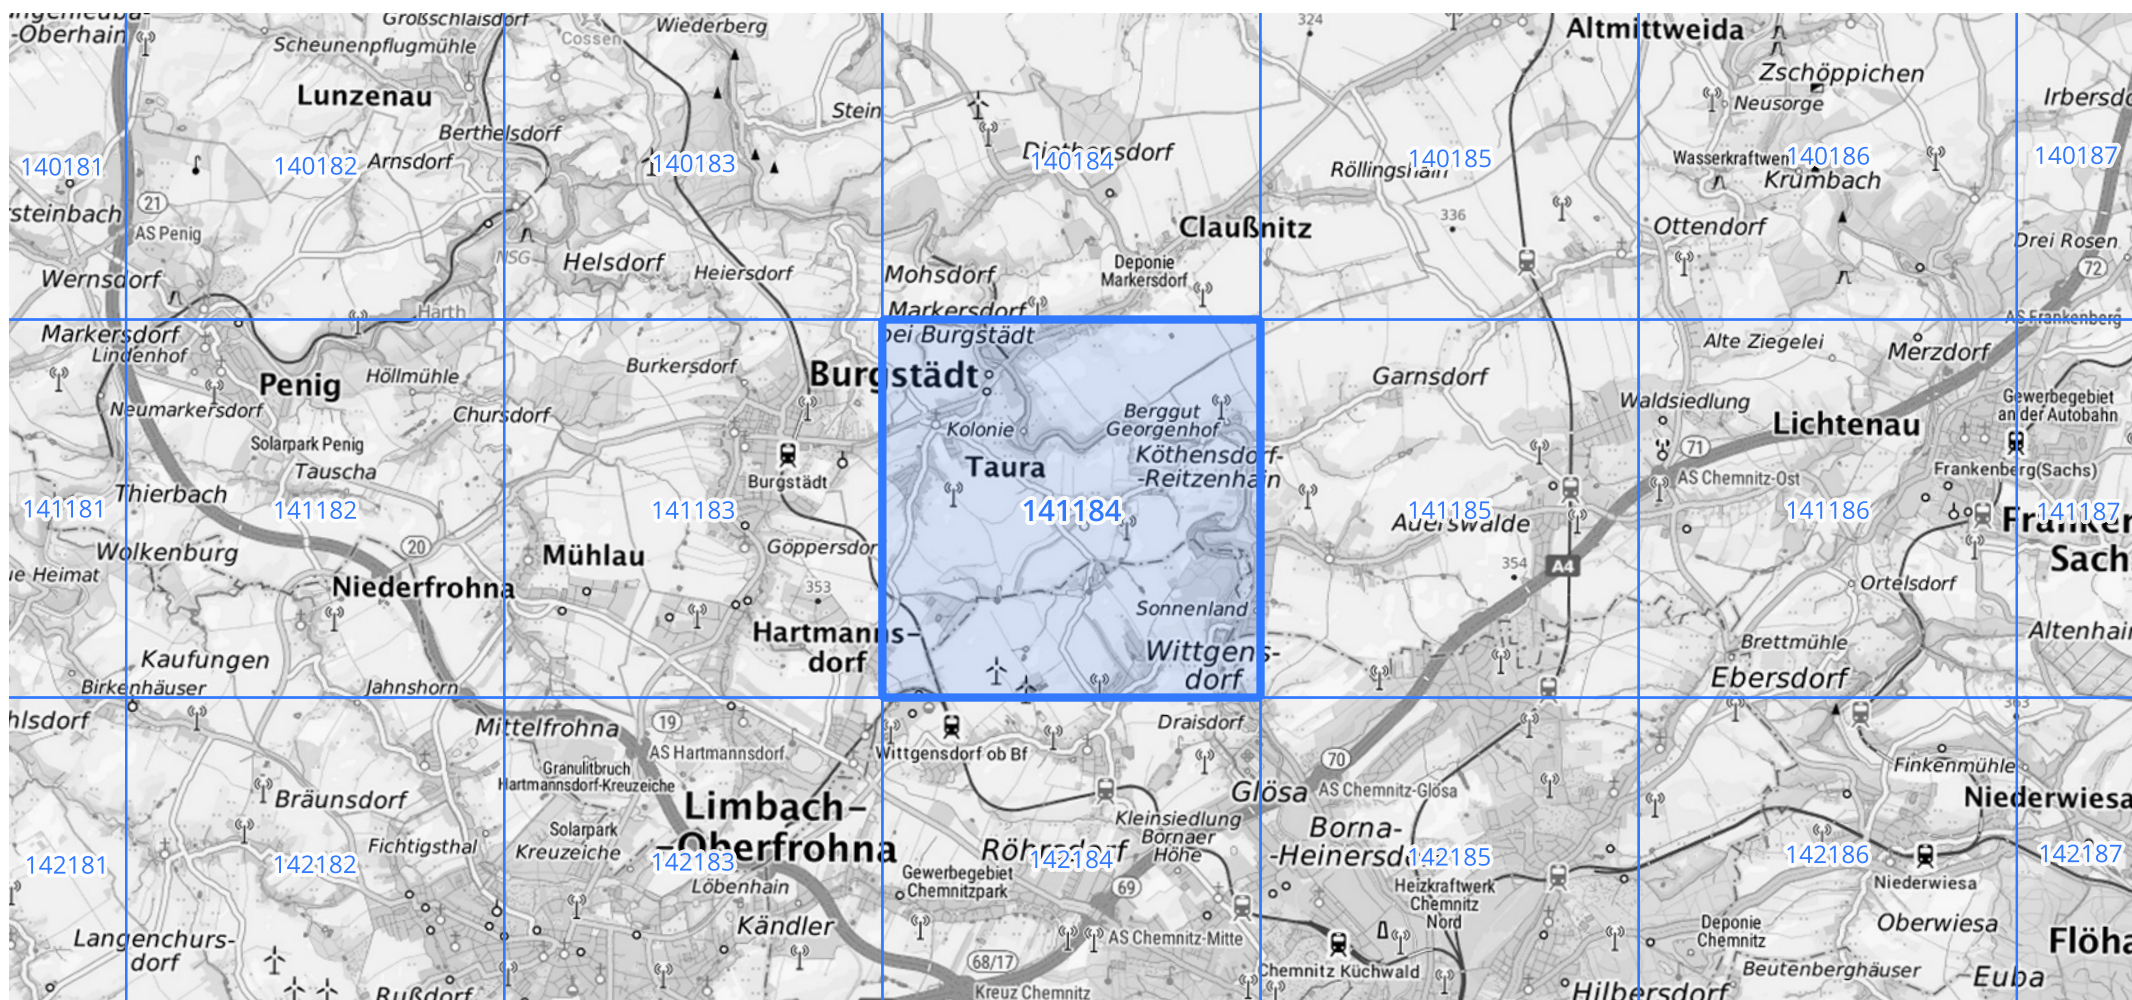 -Oberhain
Großschlaisdorf
Scheunenpflugmühle
Cossen
Wiederberg
324
Altmittweida
Zschöppichen
Lunzenau
Neusorge
Irbersdo
Berthelsdorf
Stein
Arnsdorf
140181
140182
140183
Diethensdorf
140184
Röllingshain
140185
Wasserkraftwerk
140186
140187
Krumbach
rsteinbach
21
AS Penig
Claußnitz
336
Ottendorf
Drei Rosen
NSG
Helsdorf
Heiersdorf
Mohsdorf
Deponie
Markersdorf
72
Wernsdorf
Harth
Markersdorf
AS Frankenberg
Markersdorf
Lindenhof
bei Burgstädt
Alte Ziegelei
Merzdorf
Penig
Höllmühle
Burkersdorf
Burgstädt
Garnsdorf
Neumarkersdorf
Chursdorf
Kolonie
Berggut
Georgenhof
Waldsiedlung
Lichtenau
Gewerbegebiet
an der Autobahn
Solarpark Penig
Tauscha
Taura
Köthensdorf-
-Reitzenhain
71
AS Chemnitz-Ost
Frankenberg(Sachs)
Burgstädt
Thierbach
141181
141182
141183
141184
141185
Auerswalde
141186
141187
Franken
Sach
Wolkenburg
20
Mühlau
Göppersdor
A4
354
ue Heimat
Niederfrohna
353
Sonnenland
Ortelsdorf
Hartmanns-
dorf
Wittgens-
dorf
Brettmühle
Altenhain
Kaufungen
Birkenhäuser
Jahnshorn
Ebersdorf
hlsdorf
Mittelfrohna
19
AS Hartmannsdorf
Wittgensdorf ob Bf
Draisdorf
363
70
Granulitbruch
Hartmannsdorf-Kreuzeiche
Glösa
AS Chemnitz-Glösa
Finkenmühle
Bräunsdorf
Limbach-
-Oberfrohna
Niederwiesa
Fichtigsthal
Solarpark
Kreuzeiche
Kleinsiedlung
Bornaer
Höhe
Borna-
-Heinersdorf
Röhrsdorf
142181
142182
142183
142184
142185
142186
142187
Löbenhain
Gewerbegebiet
Chemnitzpark
69
Heizkraftwerk
Chemnitz
Nord
Niederwiesa
Kändler
Oberwiesa
Langenchurs-
dorf
AS Chemnitz-Mitte
Deponie
Chemnitz
Flöha
68/17
Chemnitz Küchwald
Beutenberghäuser
Euba
Rußdorf
Kreuz Chemnitz
Hilbersdorf